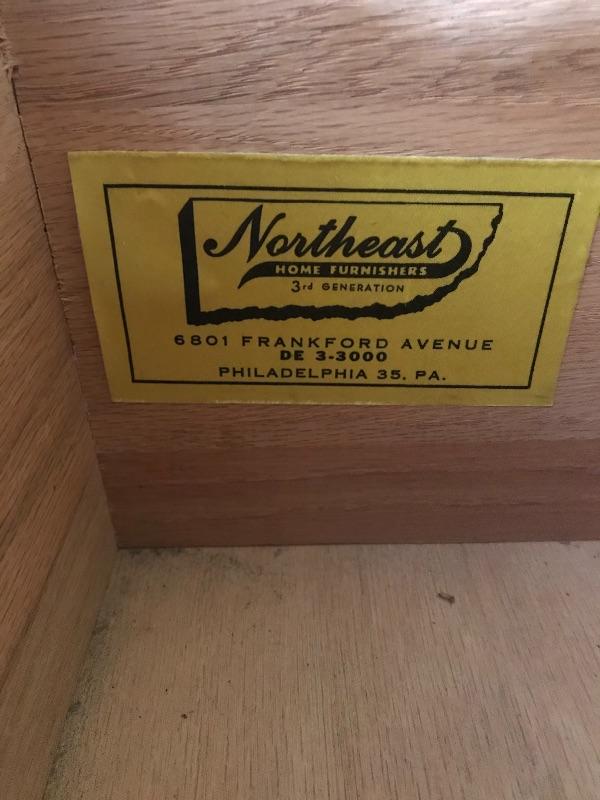 Northeast
HOME FURNISHERS
3rd GENERATION
6801 FRANKFORD AVENUE
DE 3-3000
PHILADELPHIA 35, PA.